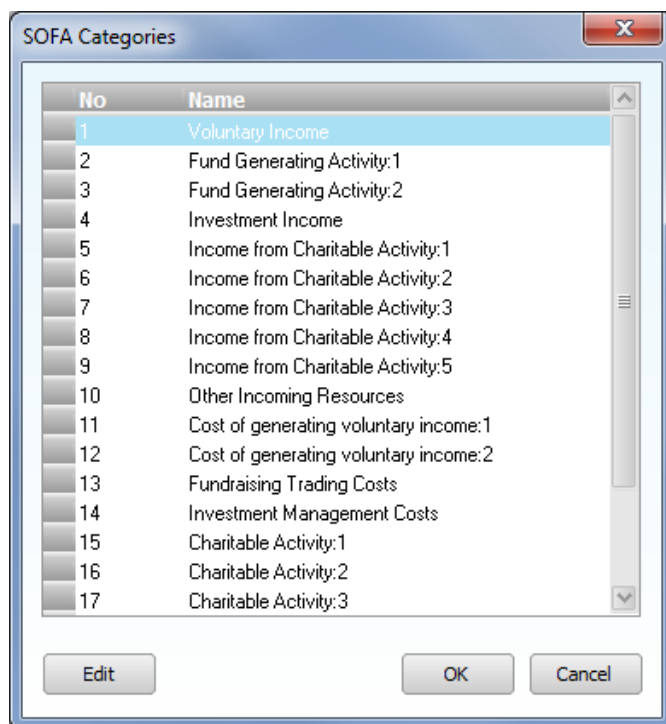 SOFA Categories
No Name
1 Voluntary Income
2 Fund Generating Activity:1
3 Fund Generating Activity:2
4 Investment Income
5 Income from Charitable Activity:1
6 Income from Charitable Activity:2
7 Income from Charitable Activity:3
8 Income from Charitable Activity:4
9 Income from Charitable Activity:5
10 Other Incoming Resources
11 Cost of generating voluntary income:1
12 Cost of generating voluntary income:2
13 Fundraising Trading Costs
14 Investment Management Costs
15 Charitable Activity:1
16 Charitable Activity:2
17 Charitable Activity:3
Edit OK Cancel